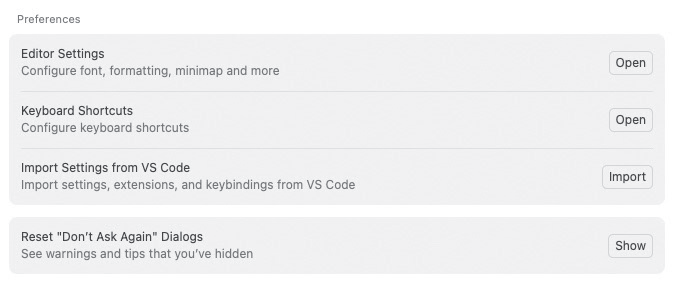 Preferences
Editor Settings
Configure font, formatting, minimap and more
Open
Keyboard Shortcuts
Configure keyboard shortcuts
Open
Import Settings from VS Code
Import settings, extensions, and keybindings from VS Code
Import
Reset "Don’t Ask Again" Dialogs
See warnings and tips that you’ve hidden
Show